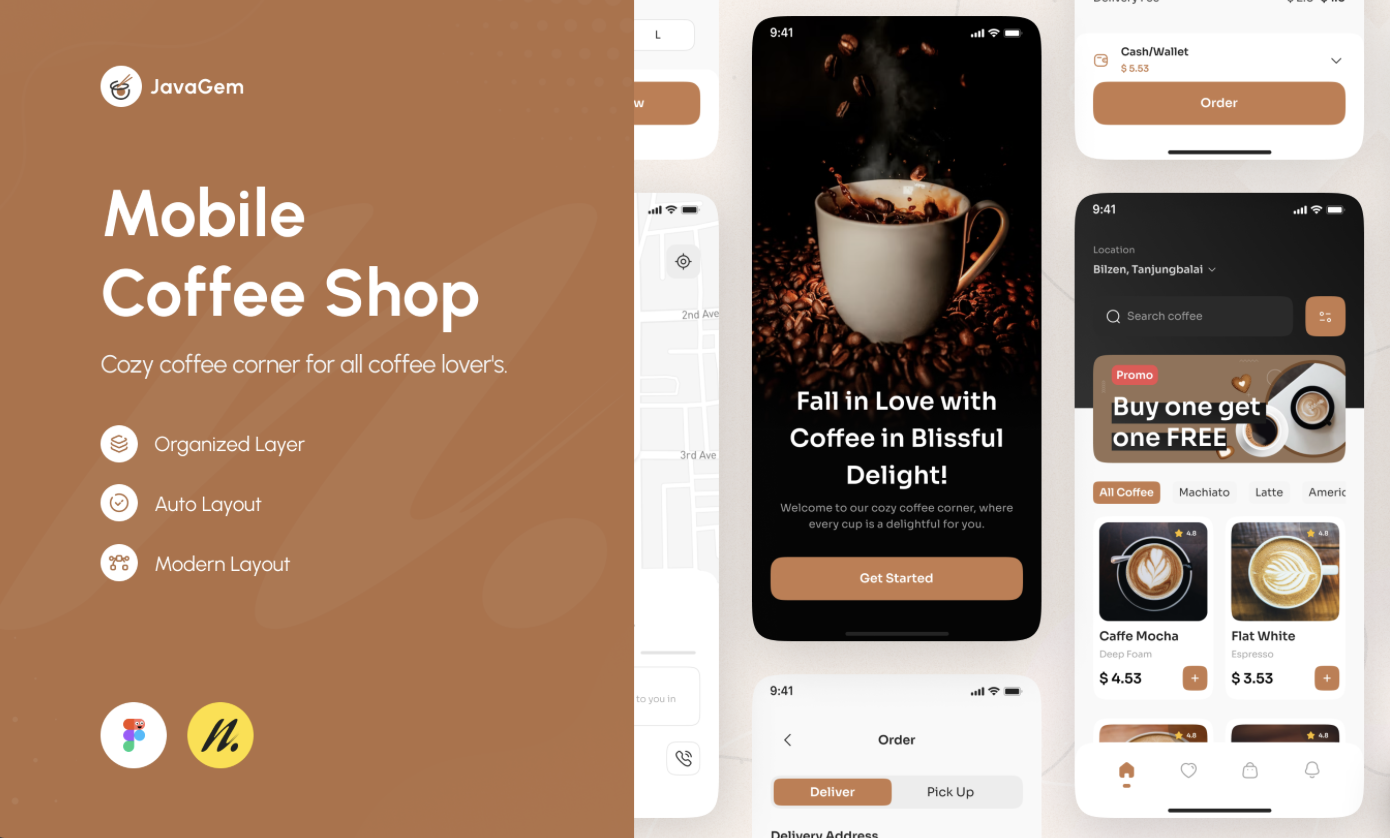 JavaGem
Mobile
Coffee Shop
Cozy coffee corner for all coffee lover's.
Organized Layer
Auto Layout
Modern Layout
n.
L
w
2nd Ave
3rd Ave
to you in
9:41
Fall in Love with
Coffee in Blissful
Delight!
Welcome to our cozy coffee corner, where
every cup is a delightful for you.
Get Started
9:41
Order
Deliver
Pick Up
Delivery Address
Cash/Wallet
$ 5.53
Order
9:41
Location
Bilzen, Tanjungbalai
Search coffee
Promo
Buy one get
one FREE
All Coffee
Machiato
Latte
Americ
4.8
4.8
Caffe Mocha
Flat White
Deep Foam
Espresso
$ 4.53
$ 3.53
4.8
4.8